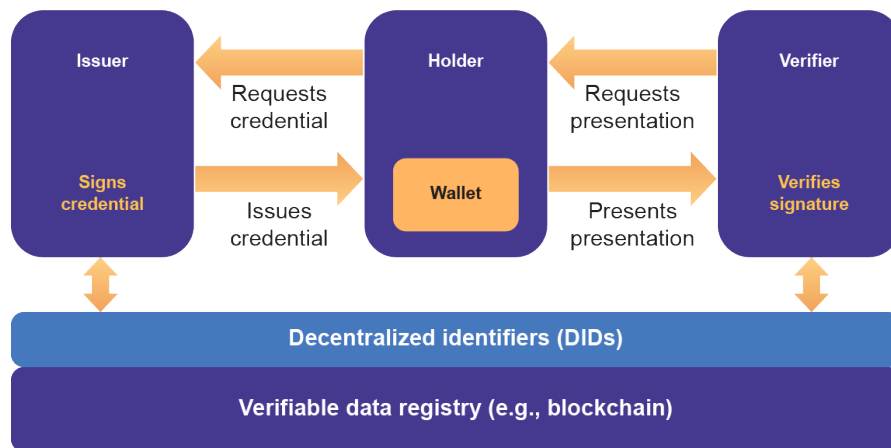 Issuer
Holder
Verifier
Requests
credential
Requests
presentation
Signs
credential
Wallet
Verifies
signature
Issues
credential
Presents
presentation
Decentralized identifiers (DIDs)
Verifiable data registry (e.g., blockchain)